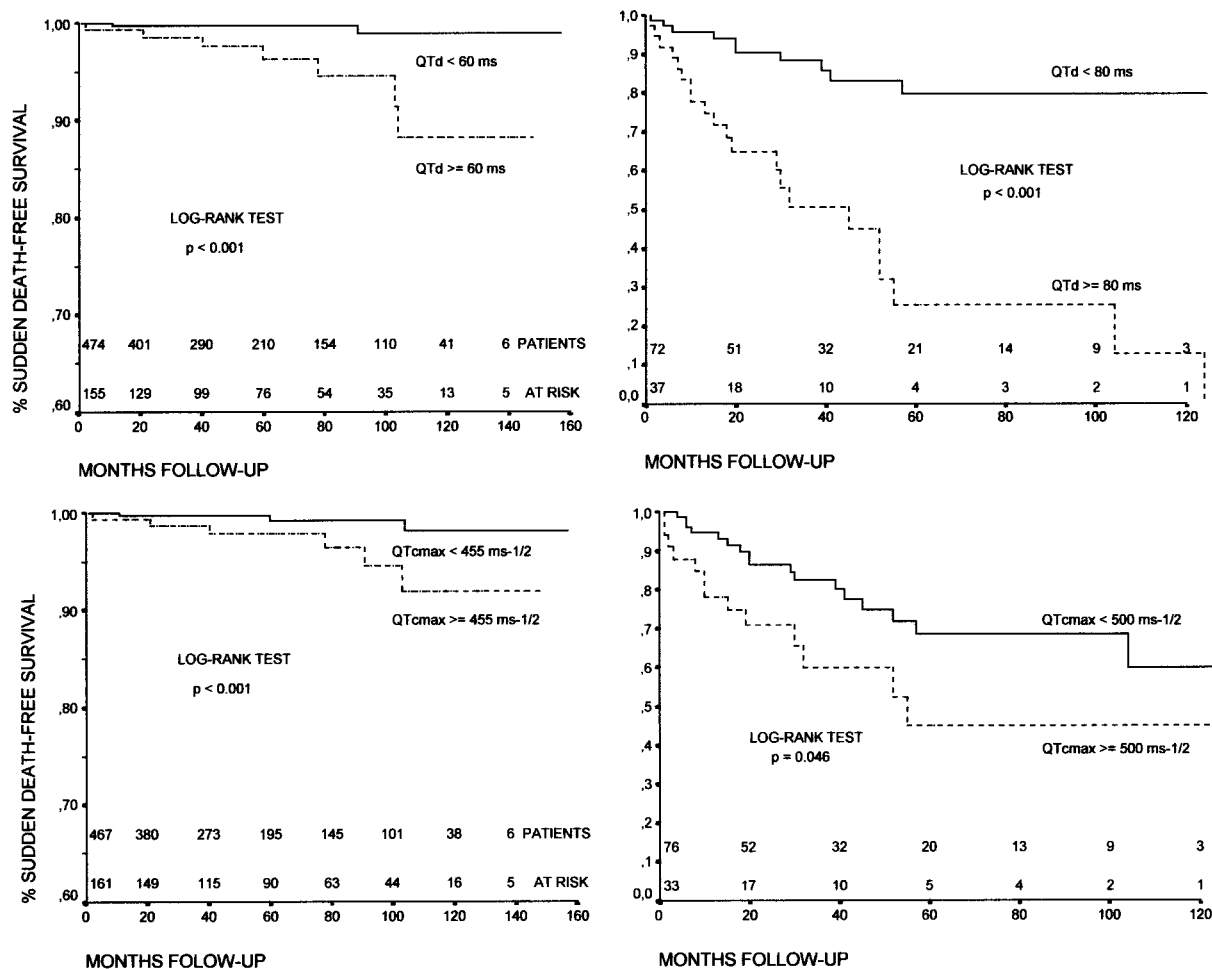 % SUDDEN DEATH-FREE SURVIVAL
1,00
,90
,80
,70
,60
QTd < 60 ms
QTd >= 60 ms
LOG-RANK TEST
p < 0.001
474 401 290 210 154 110 41 6 PATIENTS
155 129 99 76 54 35 13 5 AT RISK
0 20 40 60 80 100 120 140 160
MONTHS FOLLOW-UP
1,0
,9
,8
,7
,6
,5
,4
,3
,2
,1
0,0
QTd < 80 ms
LOG-RANK TEST
p < 0.001
QTd >= 80 ms
72 51 32 21 14 9 3
37 18 10 4 3 2 1
0 20 40 60 80 100 120
MONTHS FOLLOW-UP
% SUDDEN DEATH-FREE SURVIVAL
1,00
,90
,80
,70
,60
QTcmax < 455 ms-1/2
QTcmax >= 455 ms-1/2
LOG-RANK TEST
p < 0.001
467 380 273 195 145 101 38 6 PATIENTS
161 149 115 90 63 44 16 5 AT RISK
0 20 40 60 80 100 120 140 160
MONTHS FOLLOW-UP
1,0
,9
,8
,7
,6
,5
,4
,3
,2
,1
0,0
QTcmax < 500 ms-1/2
LOG-RANK TEST
p = 0.046
QTcmax >= 500 ms-1/2
76 52 32 20 13 9 3
33 17 10 5 4 2 1
0 20 40 60 80 100 120
MONTHS FOLLOW-UP